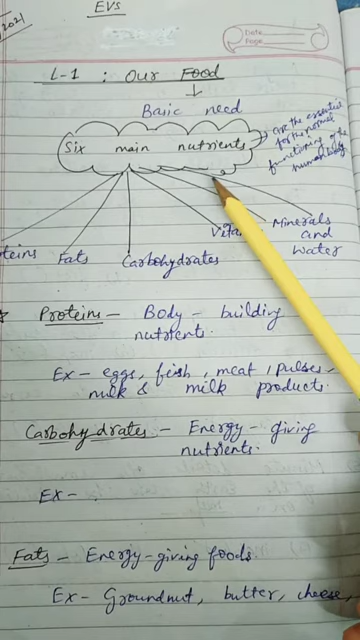 EVS
2021
Date
Page
L-1 : Our Food
Basic need
Six main nutrients
are the essential
for the normal
functioning of the
human body
teins Fats Carbohydrates Vita Minerals
and
Water
Proteins - Body - building
nutrients.
Ex - eggs, fish, meat, pulses,
milk & milk products.
Carbohydrates - Energy - giving
nutrients.
Ex -
Fats - Energy-giving foods.
Ex - Groundnut, butter, cheese,